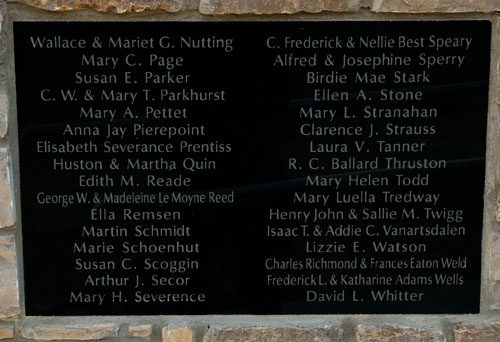 Wallace & Mariet G. Nutting
Mary C. Page
Susan E. Parker
C. W. & Mary T. Parkhurst
Mary A. Pettet
Anna Jay Pierepoint
Elisabeth Severance Prentiss
Huston & Martha Quin
Edith M. Reade
George W. & Madeleine Le Moyne Reed
Ella Remsen
Martin Schmidt
Marie Schoenhut
Susan C. Scoggin
Arthur J. Secor
Mary H. Severence
C. Frederick & Nellie Best Speary
Alfred & Josephine Sperry
Birdie Mae Stark
Ellen A. Stone
Mary L. Stranahan
Clarence J. Strauss
Laura V. Tanner
R. C. Ballard Thruston
Mary Helen Todd
Mary Luella Tredway
Henry John & Sallie M. Twigg
Isaac T. & Addie C. Vanartsdalen
Lizzie E. Watson
Charles Richmond & Frances Eaton Weld
Frederick L. & Katharine Adams Wells
David L. Whitter